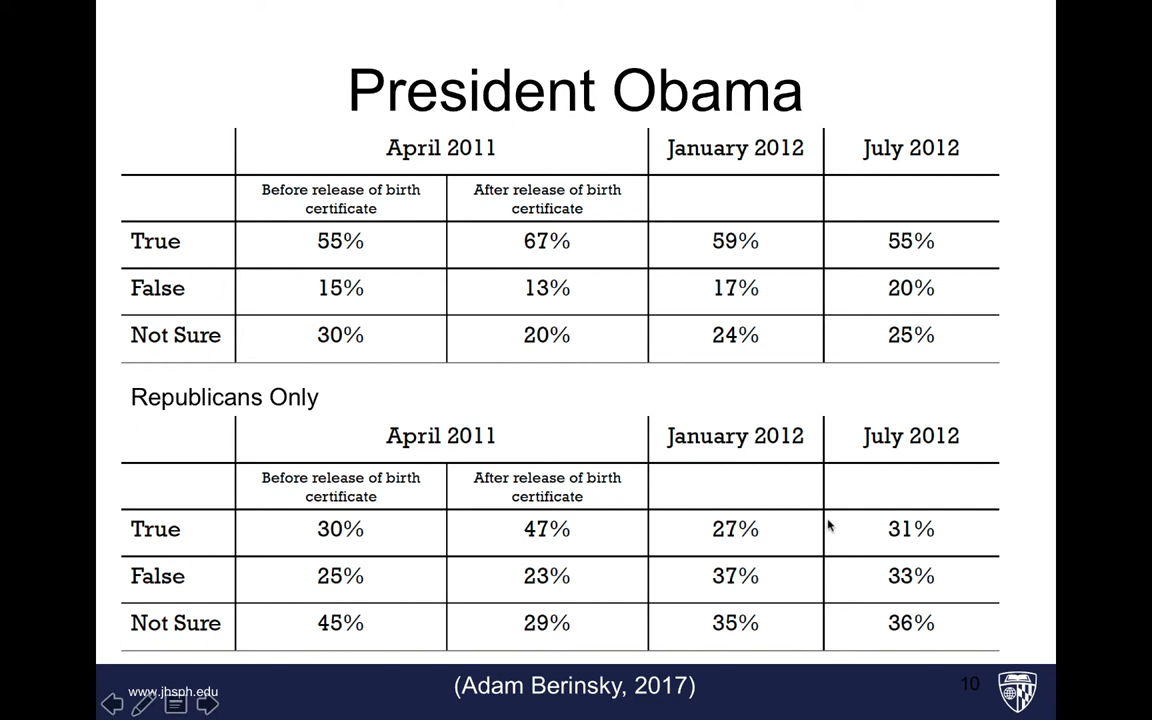 President Obama
April 2011 January 2012 July 2012
Before release of birth certificate After release of birth certificate
True 55% 67% 59% 55%
False 15% 13% 17% 20%
Not Sure 30% 20% 24% 25%
Republicans Only
April 2011 January 2012 July 2012
Before release of birth certificate After release of birth certificate
True 30% 47% 27% 31%
False 25% 23% 37% 33%
Not Sure 45% 29% 35% 36%
www.jhsph.edu (Adam Berinsky, 2017) 10